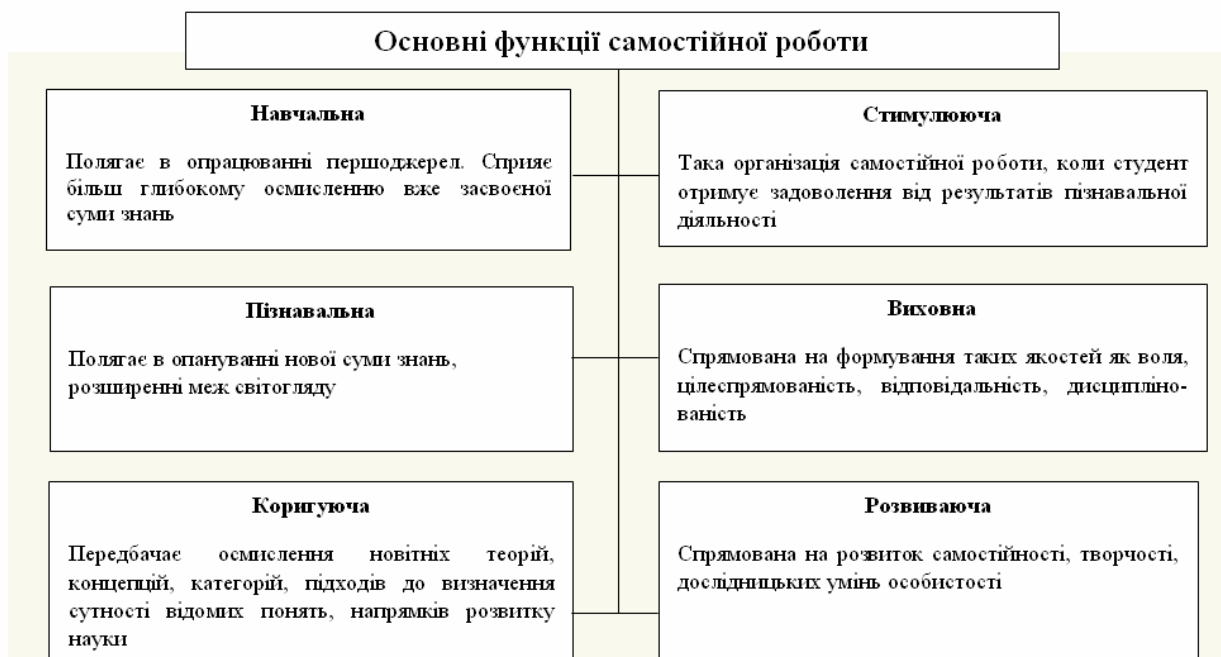 Основні функції самостійної роботи
Навчальна
Полягає в опрацюванні першоджерел. Сприяє
більш глибокому осмисленню вже засвоєної
суми знань
Стимулююча
Така організація самостійної роботи, коли студент
отримує задоволення від результатів пізнавальної
діяльності
Пізнавальна
Полягає в опануванні нової суми знань,
розширенні меж світогляду
Виховна
Спрямована на формування таких якостей як воля,
цілеспрямованість, відповідальність, дисципліно-
ваність
Коригуюча
Передбачає осмислення новітніх теорій,
концепцій, категорій, підходів до визначення
сутності відомих понять, напрямків розвитку
науки
Розвиваюча
Спрямована на розвиток самостійності, творчості,
дослідницьких умінь особистості